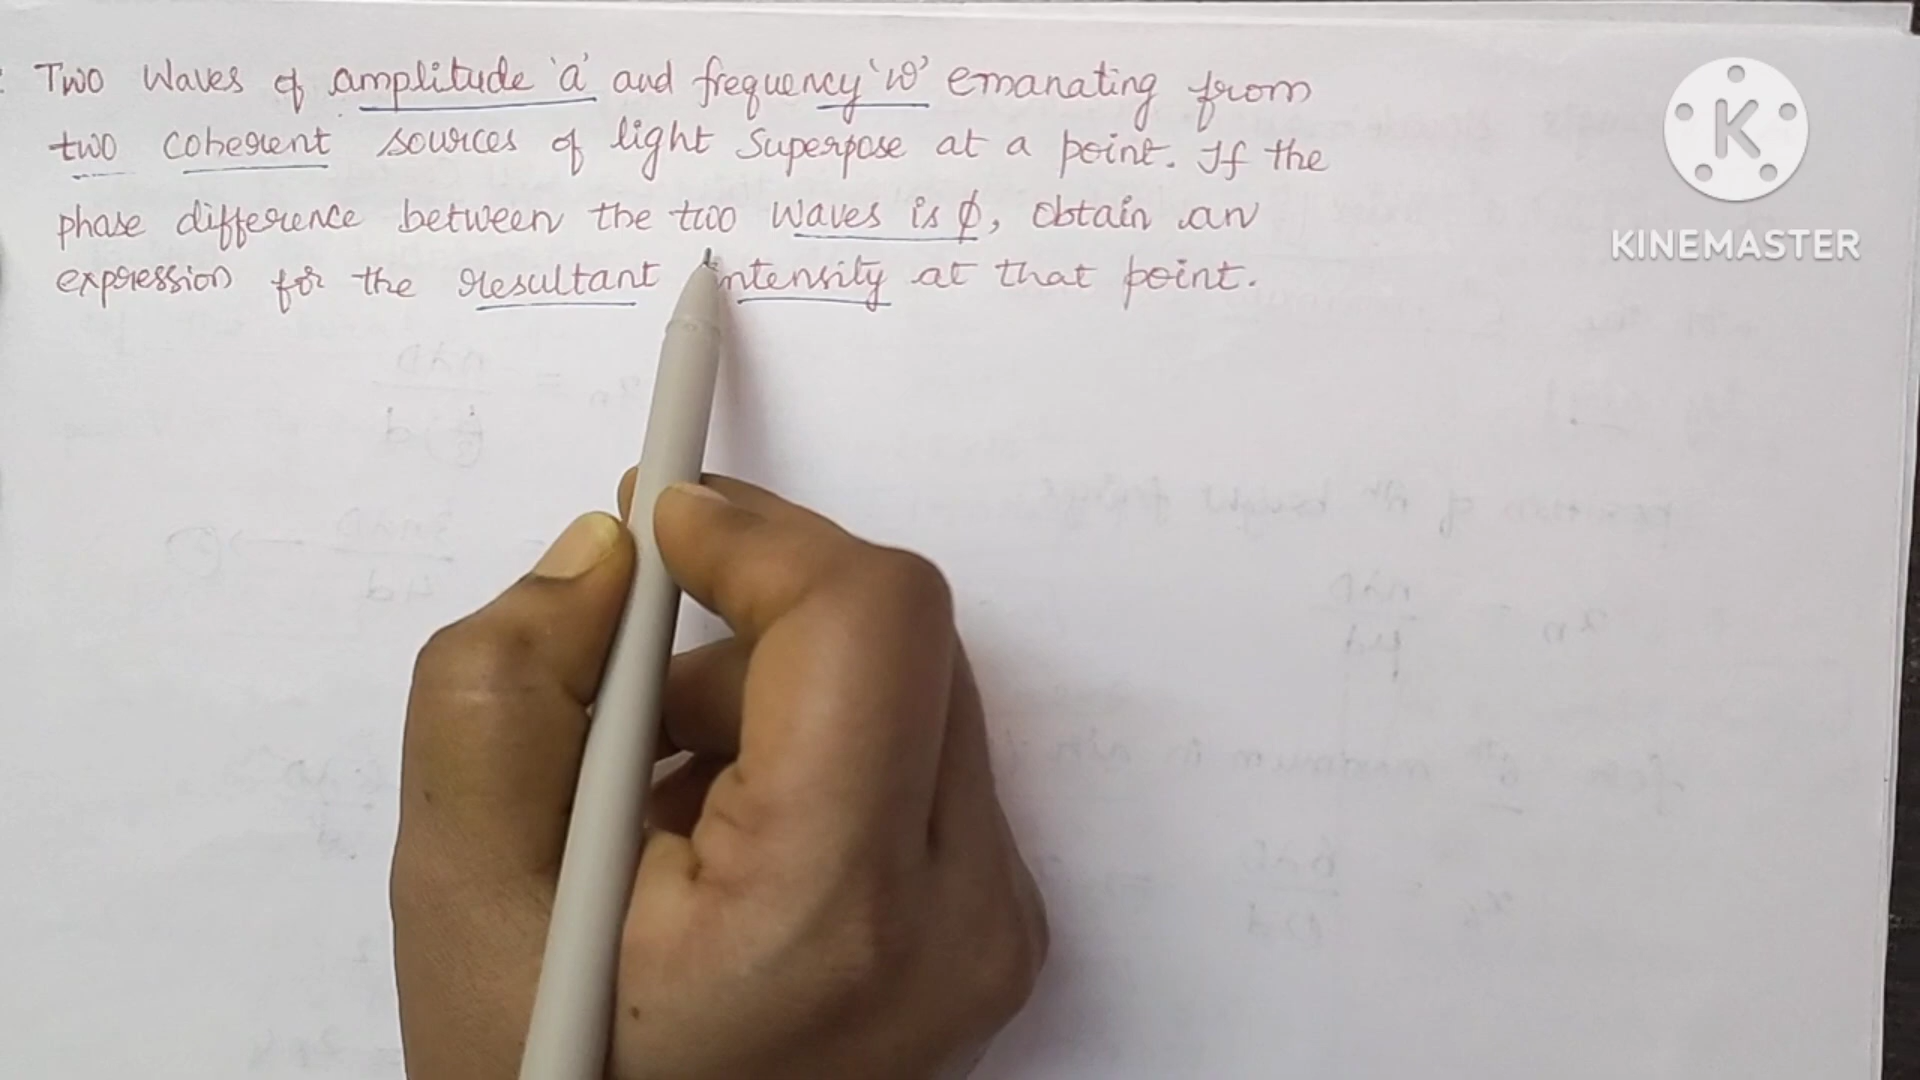 Two Waves of amplitude 'a' and frequency 'ω' emanating from
two coherent sources of light Superpose at a point. If the
phase difference between the two waves is ϕ, obtain an
expression for the resultant intensity at that point.
KINEMASTER